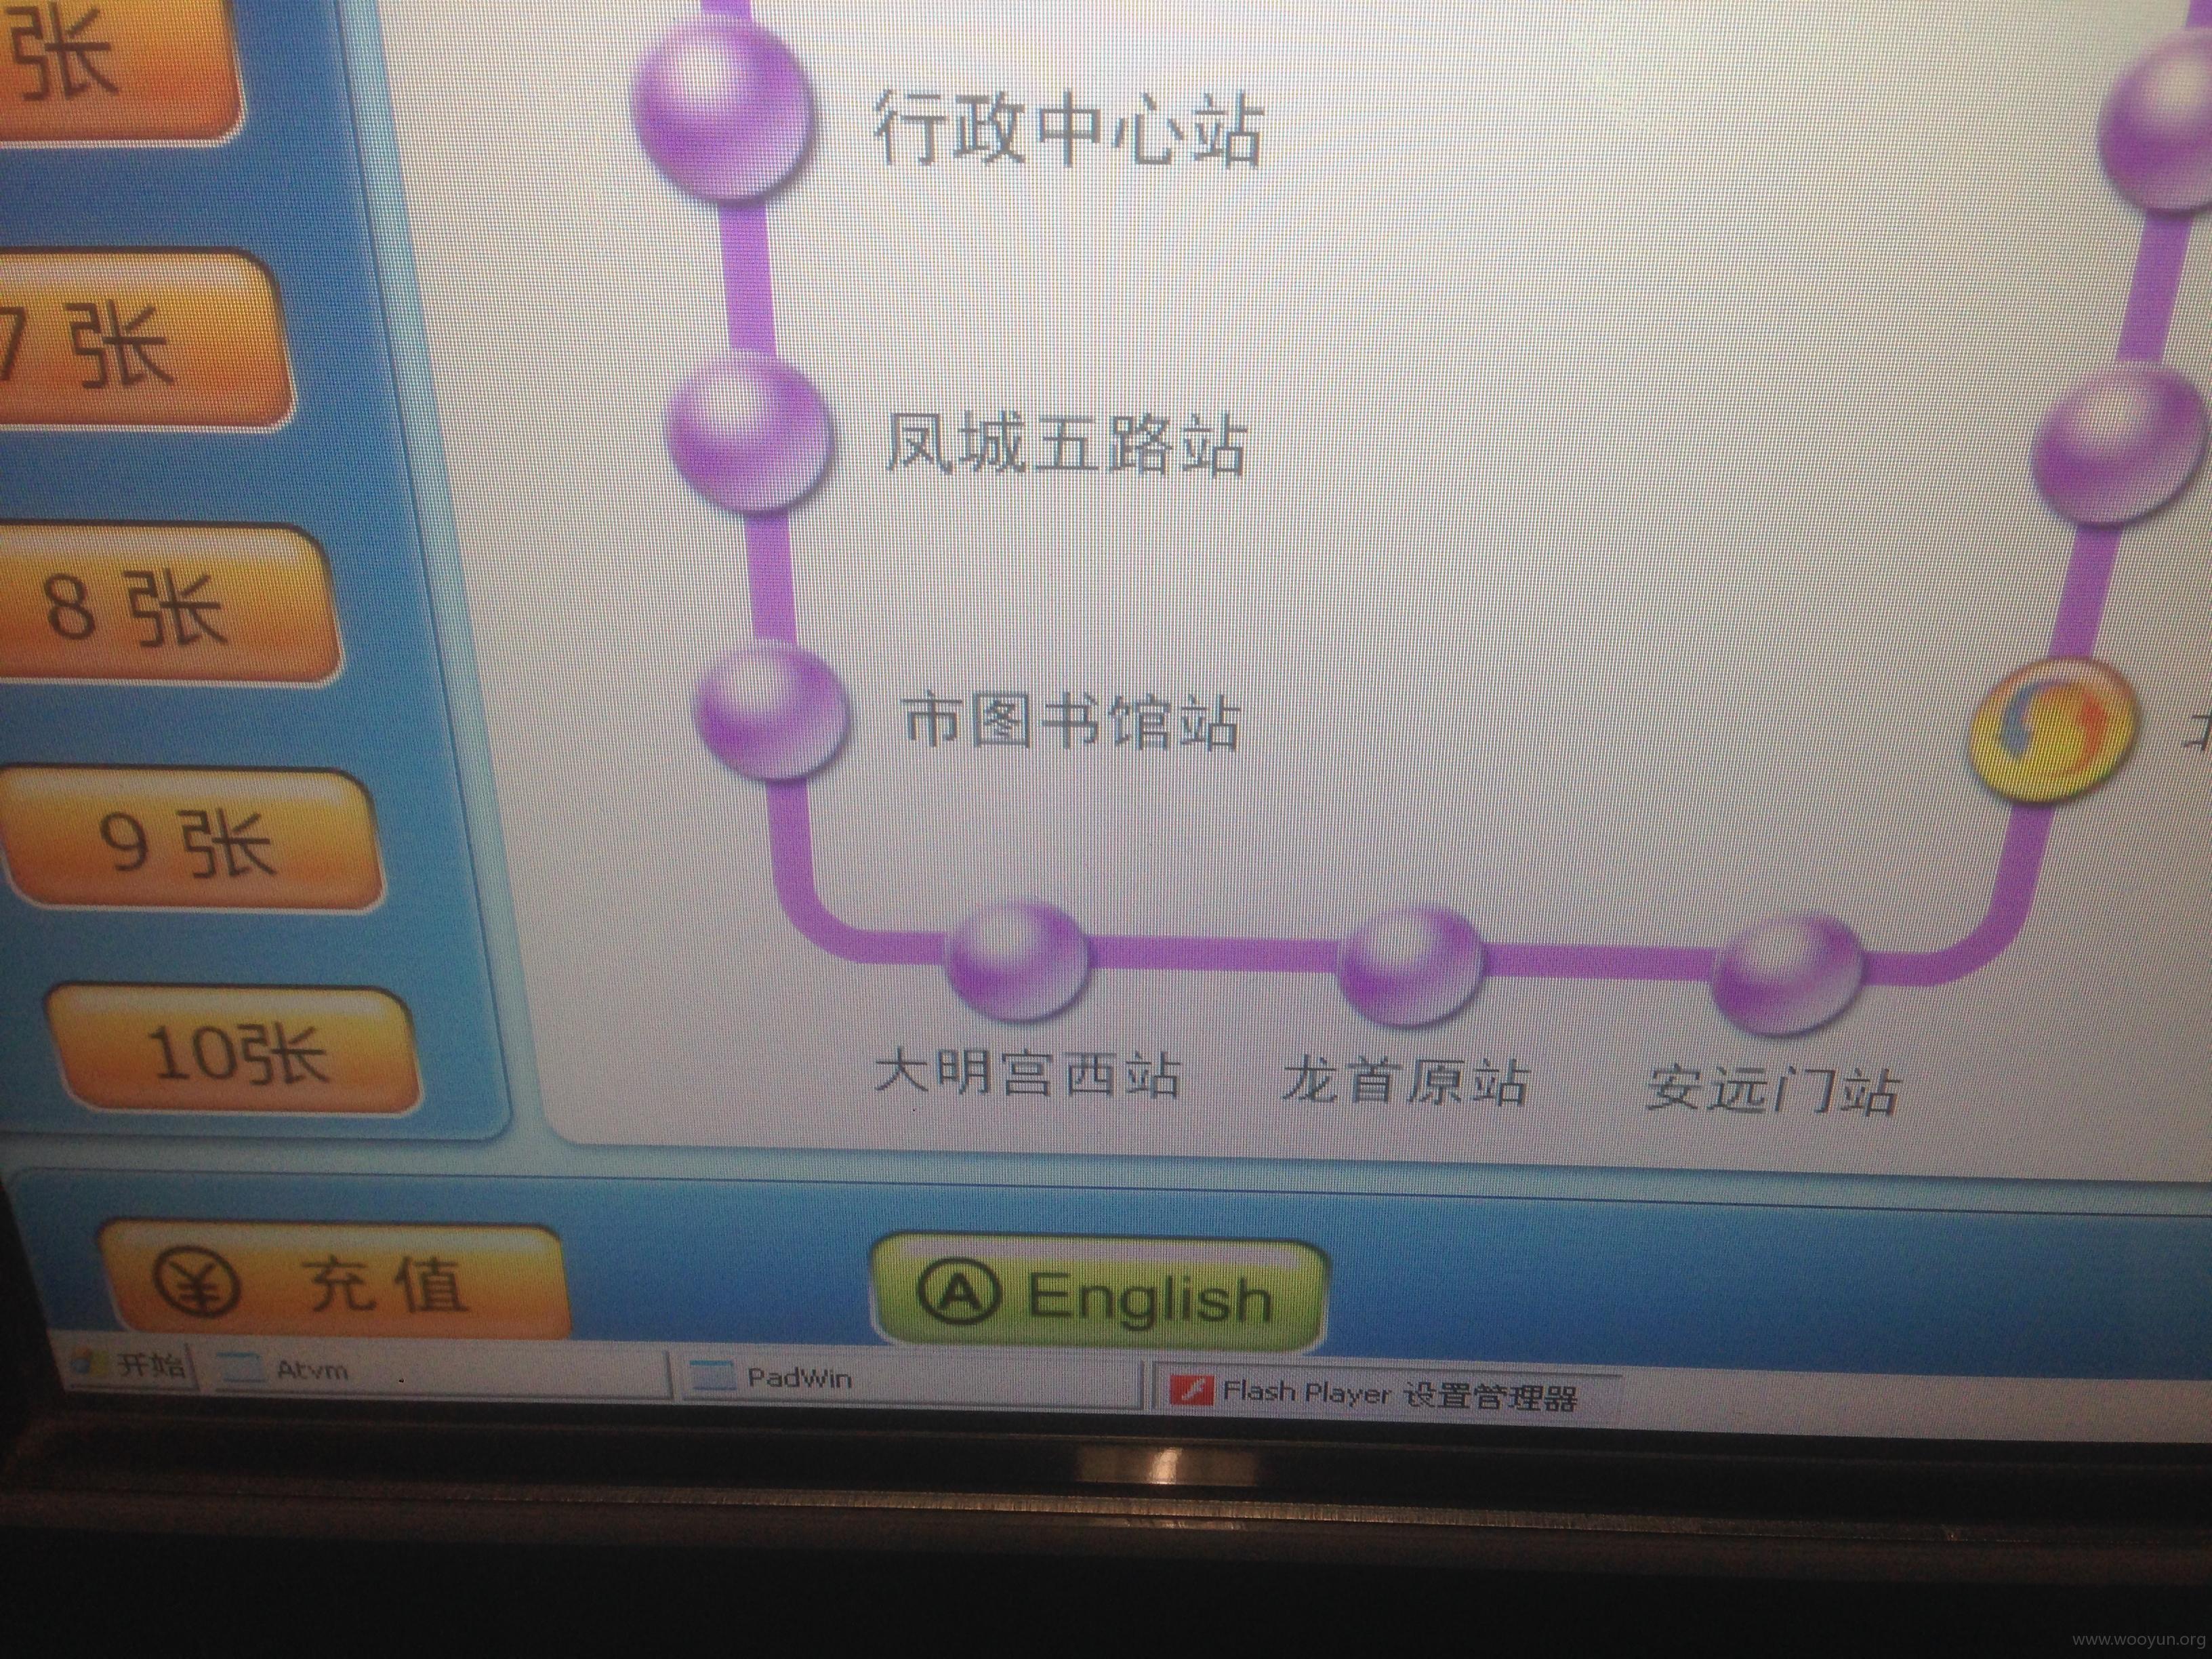 张
行政中心站
7 张
凤城五路站
8 张
市图书馆站
9 张
大明宫西站
龙首原站
安远门站
10张
¥ 充值
A English
开始
Atvm
PadWin
Flash Player 设置管理器
www.wooyun.org